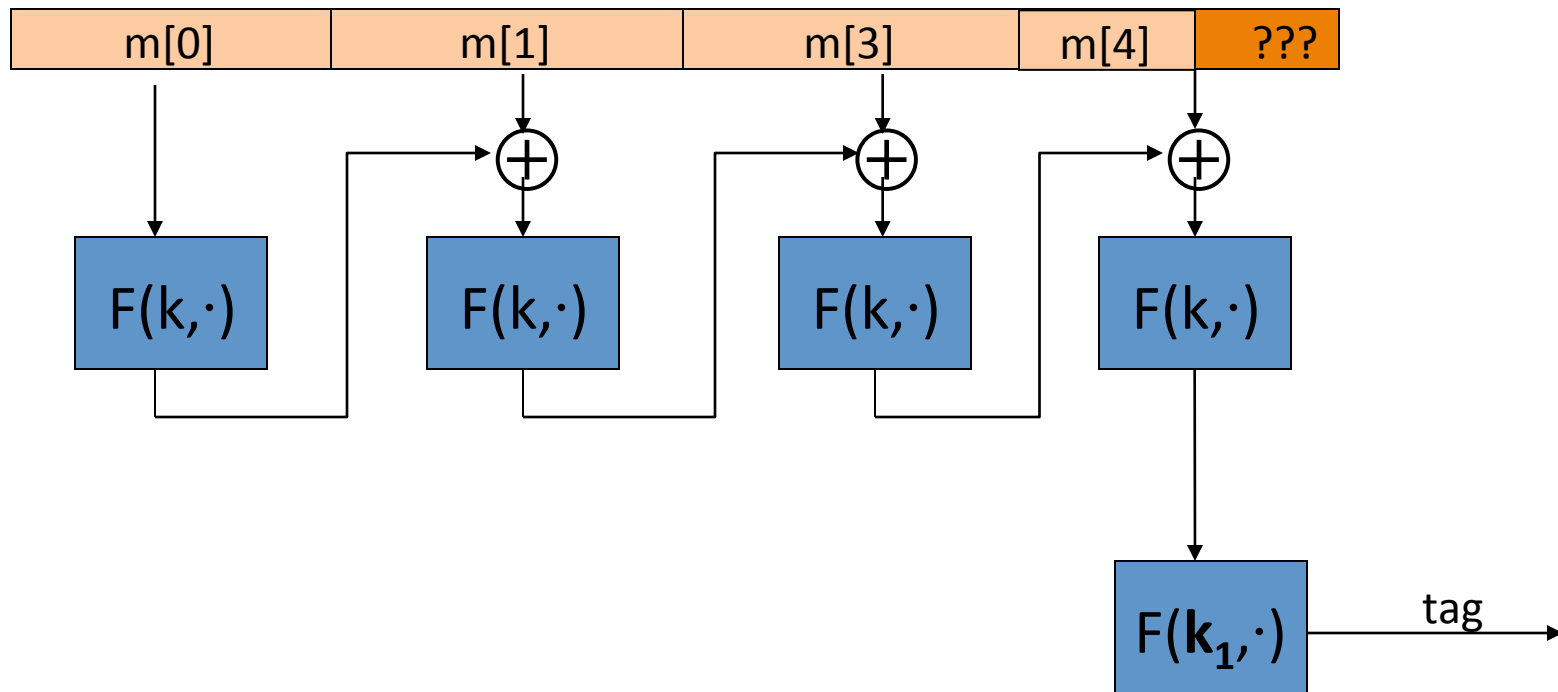 m[0] m[1] m[3] m[4] ???
F(k,·) F(k,·) F(k,·) F(k,·)
F(k₁,·) tag